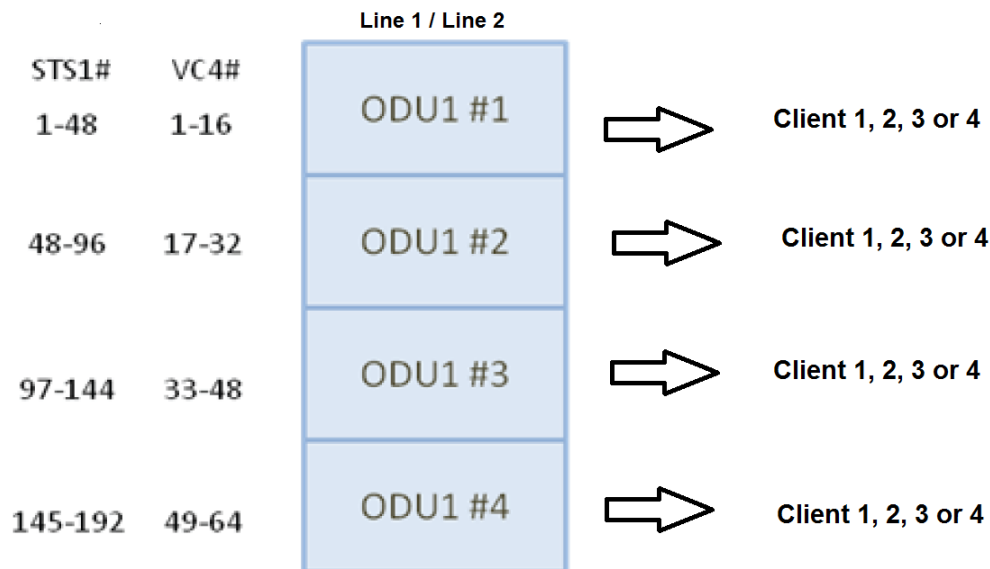 Line 1 / Line 2
STS1# VC4#
1-48 1-16 ODU1 #1 Client 1, 2, 3 or 4
48-96 17-32 ODU1 #2 Client 1, 2, 3 or 4
97-144 33-48 ODU1 #3 Client 1, 2, 3 or 4
145-192 49-64 ODU1 #4 Client 1, 2, 3 or 4